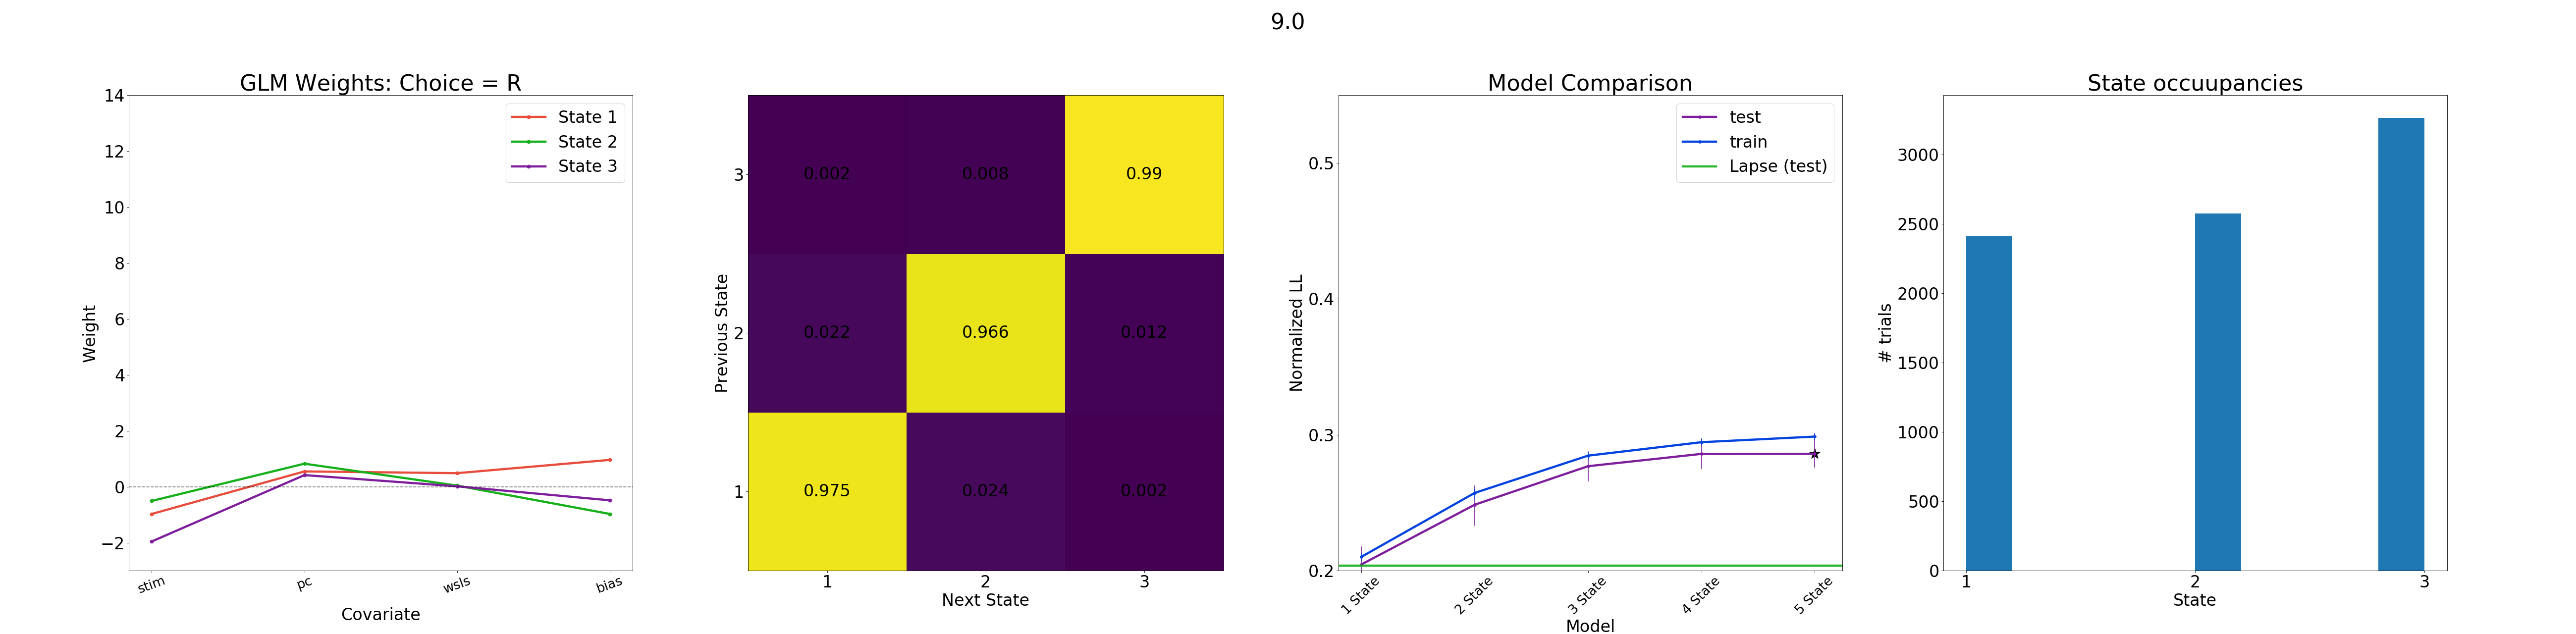 9.0
GLM Weights: Choice = R
14
12
10
8
6
4
2
0
−2
Weight
State 1
State 2
State 3
stim
pc
wsls
bias
Covariate
Previous State
3
2
1
0.002
0.008
0.99
0.022
0.966
0.012
0.975
0.024
0.002
1
2
3
Next State
Model Comparison
test
train
Lapse (test)
Normalized LL
0.5
0.4
0.3
0.2
1 State
2 State
3 State
4 State
5 State
Model
State occuupancies
# trials
3000
2500
2000
1500
1000
500
0
1
2
3
State